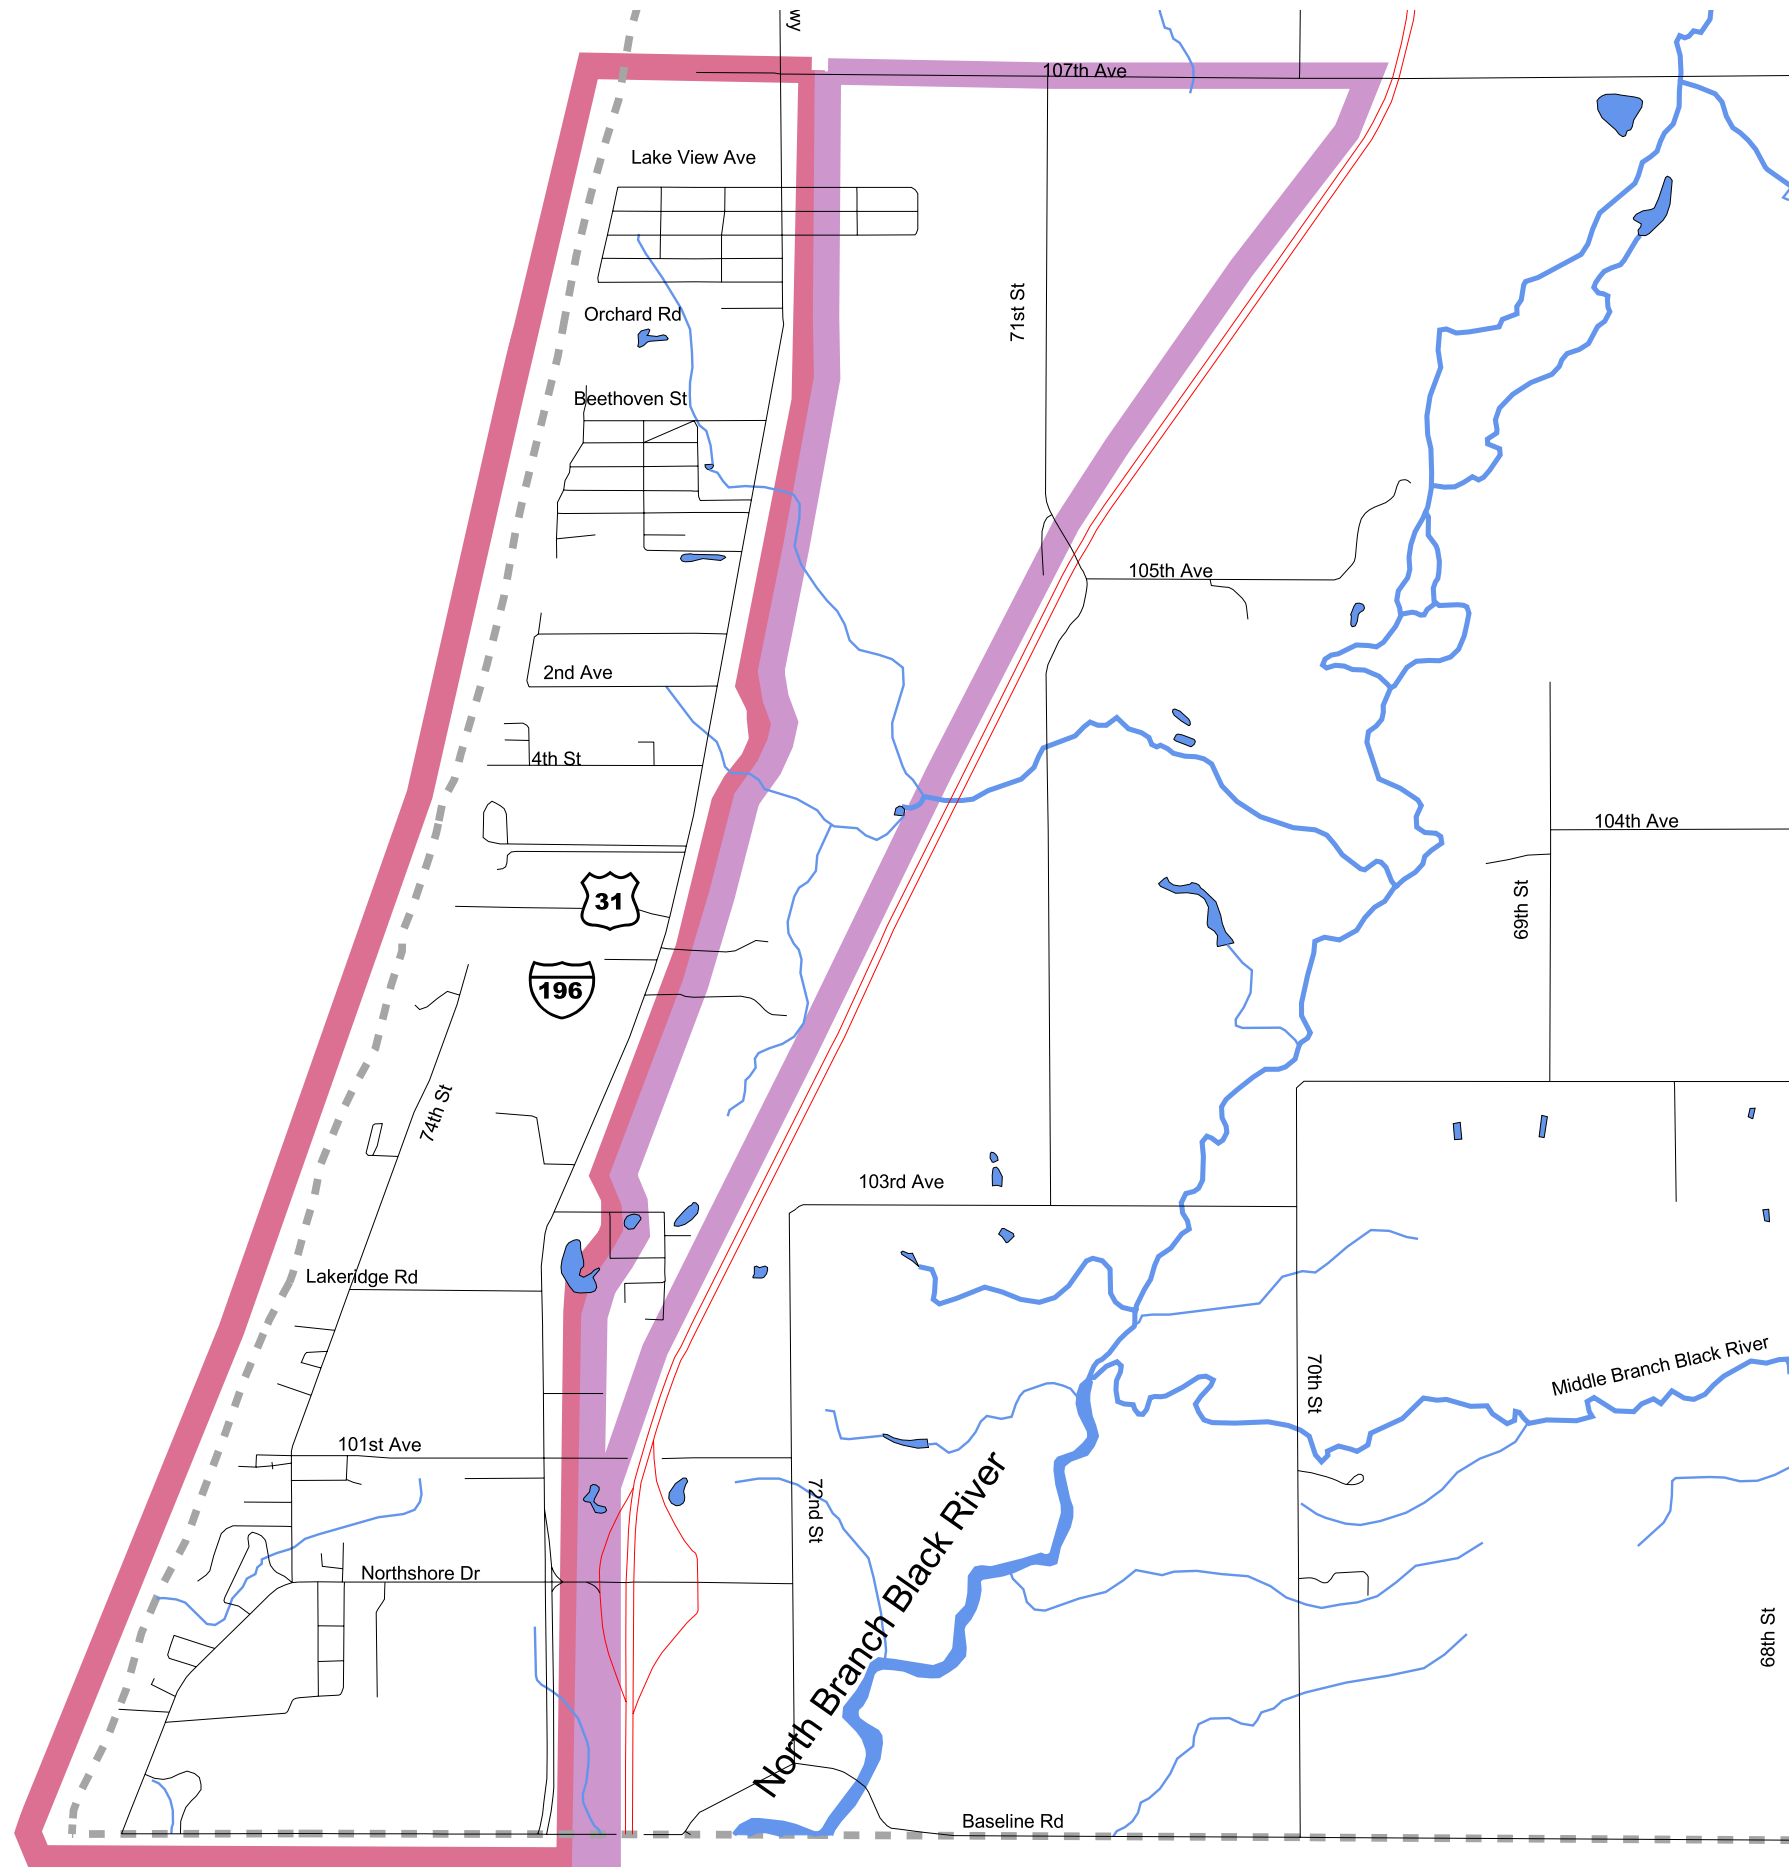 wy
107th Ave
Lake View Ave
Orchard Rd
71st St
Beethoven St
105th Ave
2nd Ave
4th St
104th Ave
31
69th St
196
74th St
103rd Ave
Lakeridge Rd
Middle Branch Black River
70th St
101st Ave
72nd St
North Branch Black River
Northshore Dr
68th St
Baseline Rd